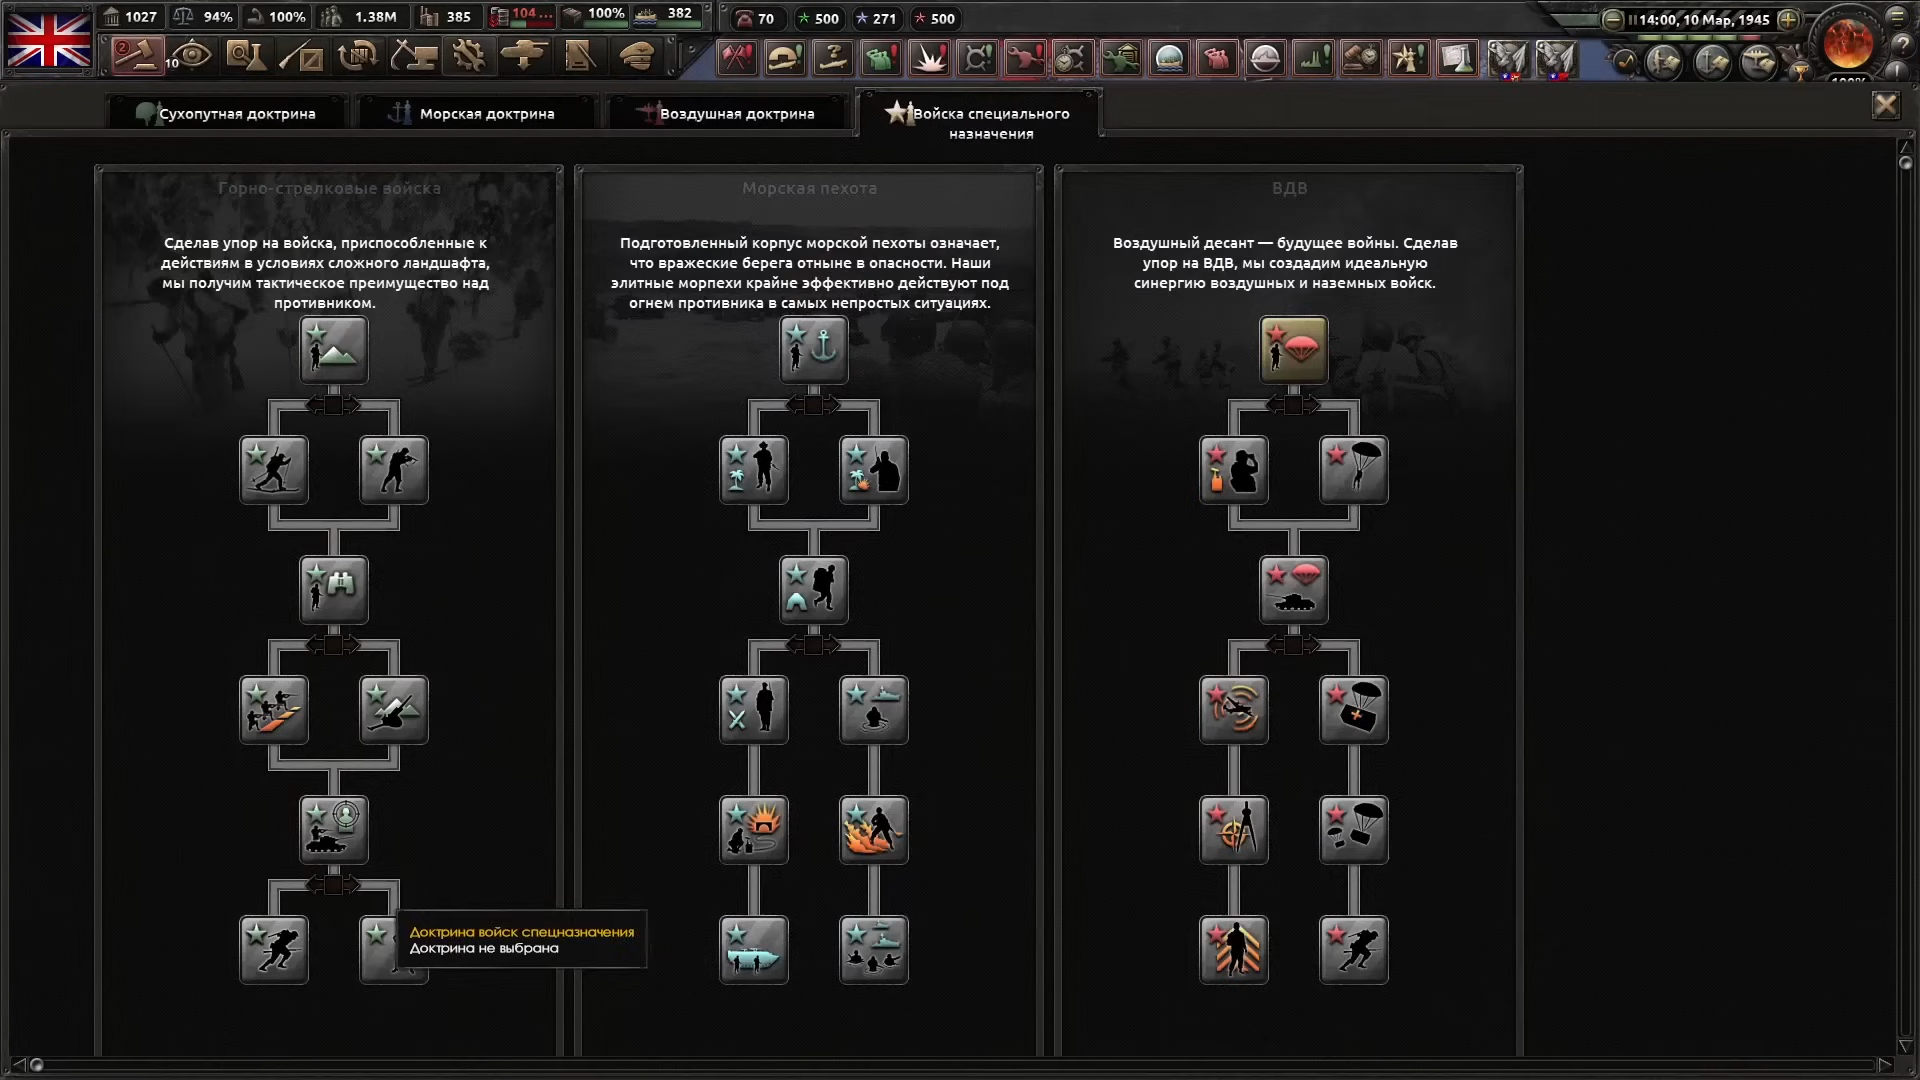 1027
94%
100%
1.38M
385
104...
100%
382
70
500
271
500
14:00, 10 Мар, 1945
2
10
Сухопутная доктрина
Морская доктрина
Воздушная доктрина
Войска специального
назначения
Горно-стрелковые войска
Сделав упор на войска, приспособленные к
действиям в условиях сложного ландшафта,
мы получим тактическое преимущество над
противником.
Морская пехота
Подготовленный корпус морской пехоты означает,
что вражеские берега отныне в опасности. Наши
элитные морпехи крайне эффективно действуют под
огнем противника в самых непростых ситуациях.
ВДВ
Воздушный десант — будущее войны. Сделав
упор на ВДВ, мы создадим идеальную
синергию воздушных и наземных войск.
Доктрина войск спецназначения
Доктрина не выбрана